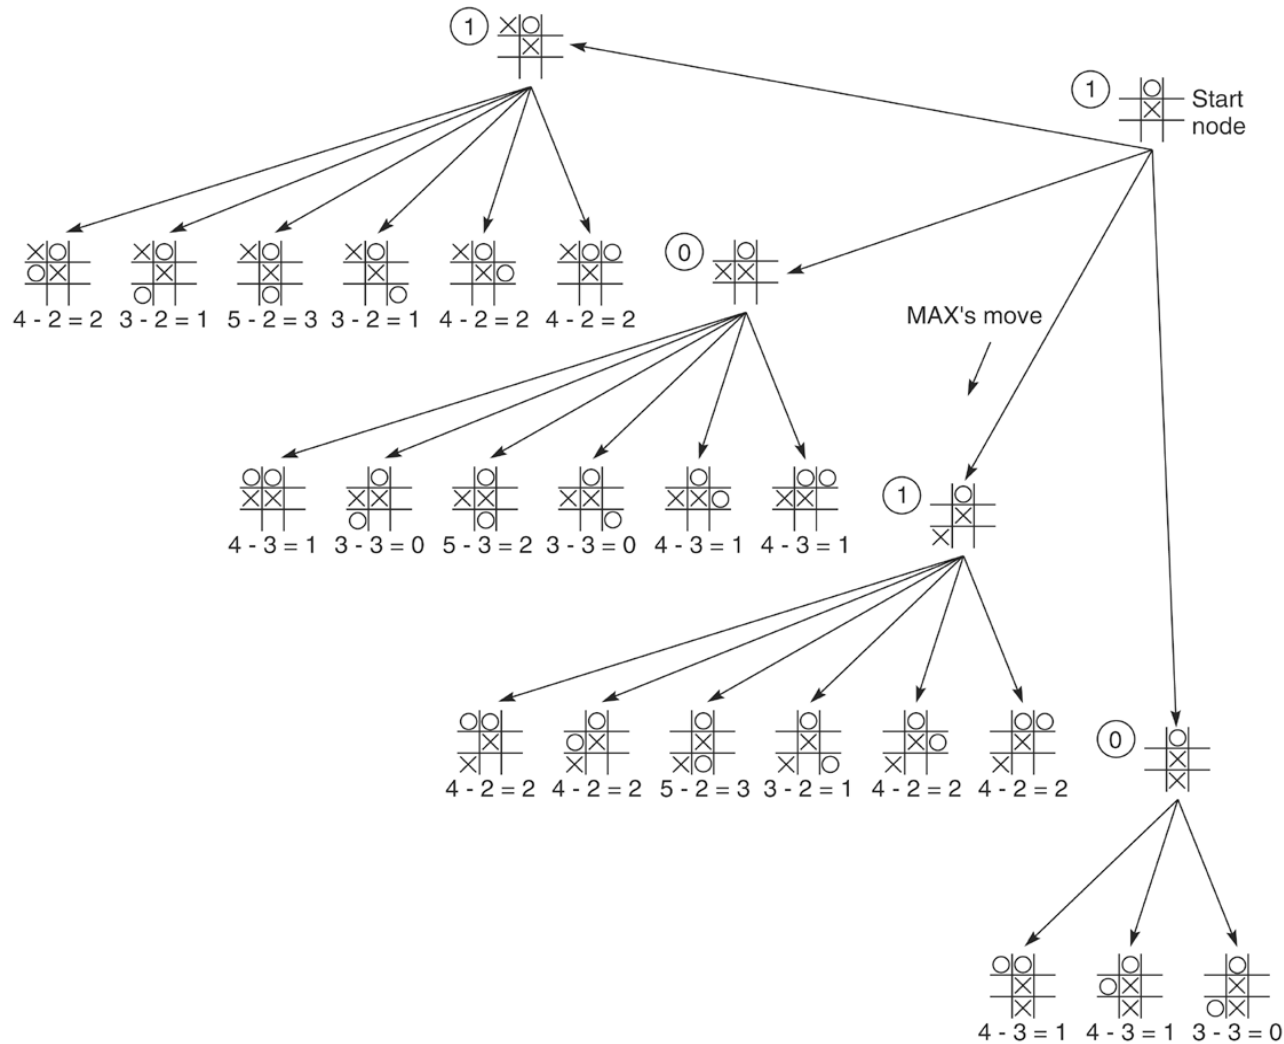 1
1
Start
node
4 - 2 = 2
3 - 2 = 1
5 - 2 = 3
3 - 2 = 1
4 - 2 = 2
4 - 2 = 2
0
MAX's move
4 - 3 = 1
3 - 3 = 0
5 - 3 = 2
3 - 3 = 0
4 - 3 = 1
4 - 3 = 1
1
4 - 2 = 2
4 - 2 = 2
5 - 2 = 3
3 - 2 = 1
4 - 2 = 2
4 - 2 = 2
0
4 - 3 = 1
4 - 3 = 1
3 - 3 = 0